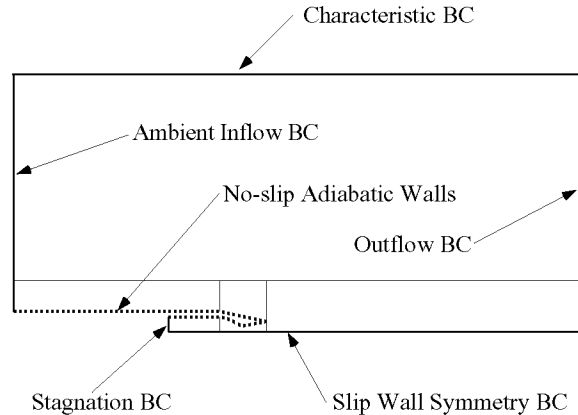 Characteristic BC
Ambient Inflow BC
No-slip Adiabatic Walls
Outflow BC
Stagnation BC
Slip Wall Symmetry BC